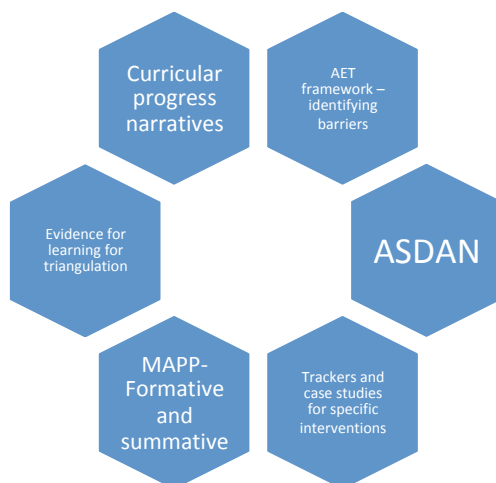 Curricular
progress
narratives
AET
framework –
identifying
barriers
Evidence for
learning for
triangulation
ASDAN
MAPP-
Formative
and
summative
Trackers and
case studies
for specific
interventions